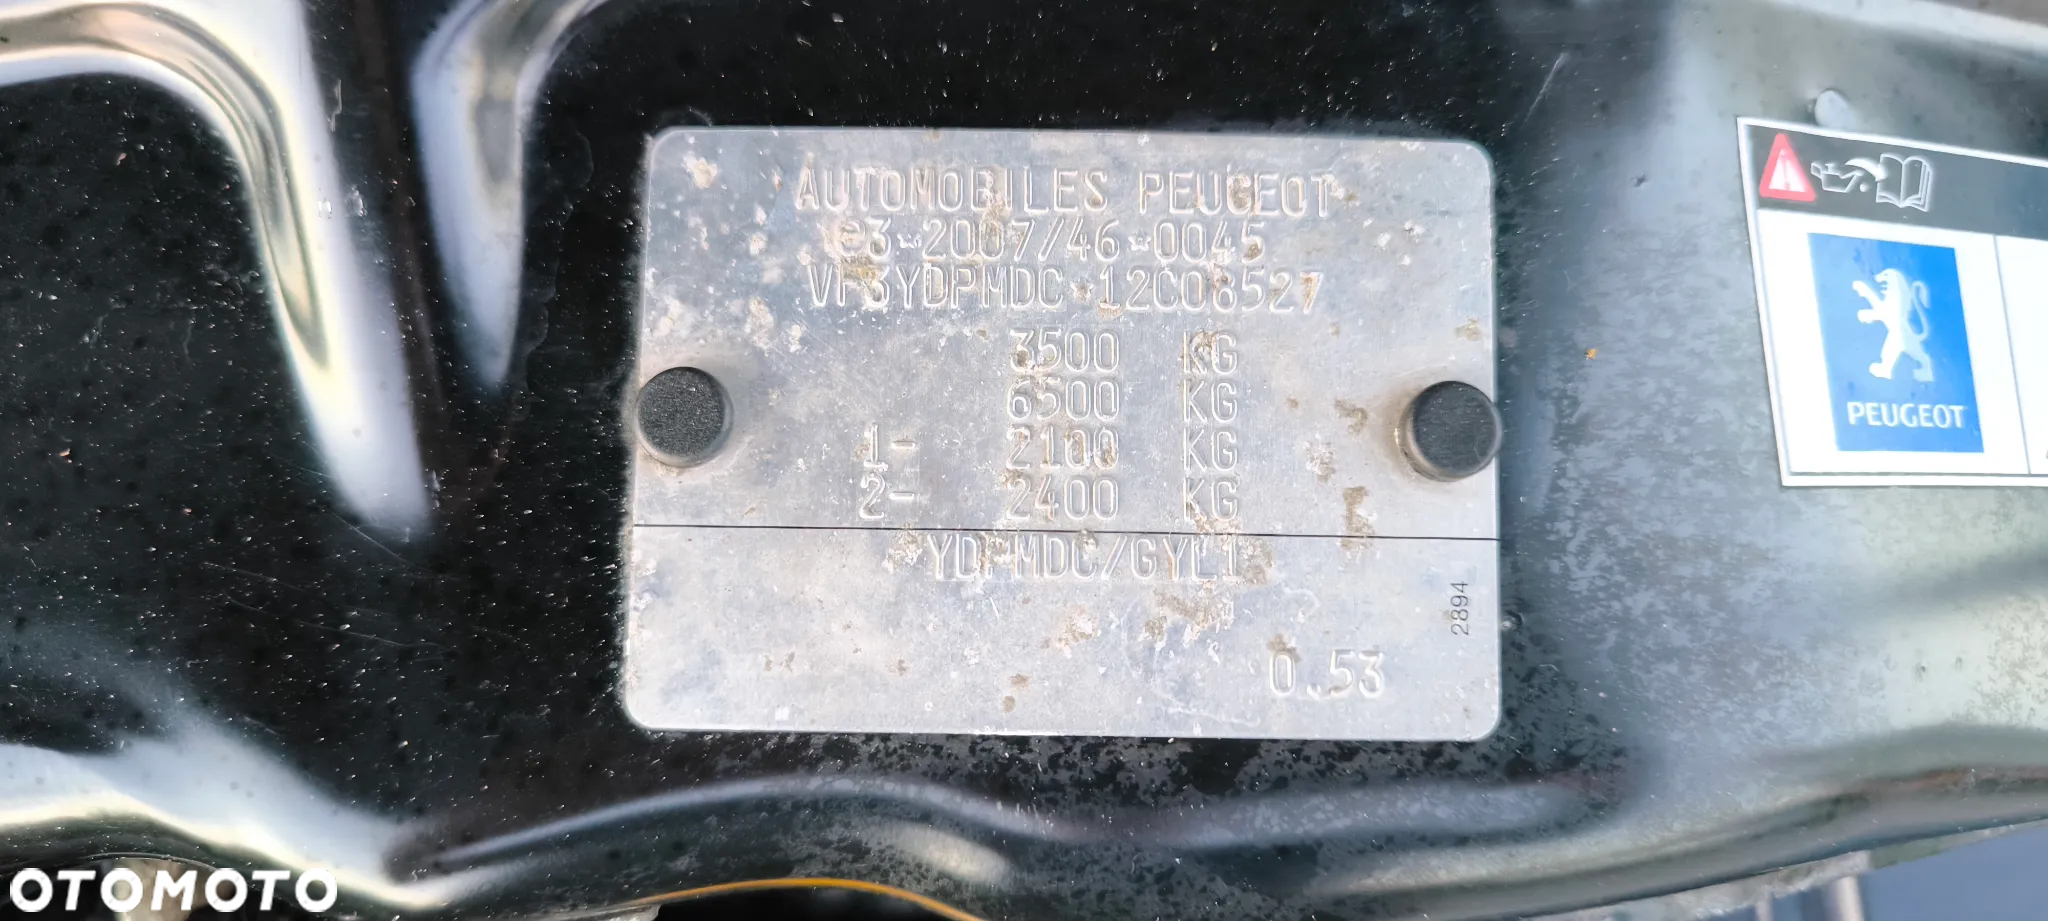 AUTOMOBILES PEUGEOT
e3*2007/46*0045
VF3YDPMDC*12C08527
3500 KG
6500 KG
1- 2100 KG
2- 2400 KG
YDPMDC/GYL1
2894
0.53
PEUGEOT
OTOMOTO